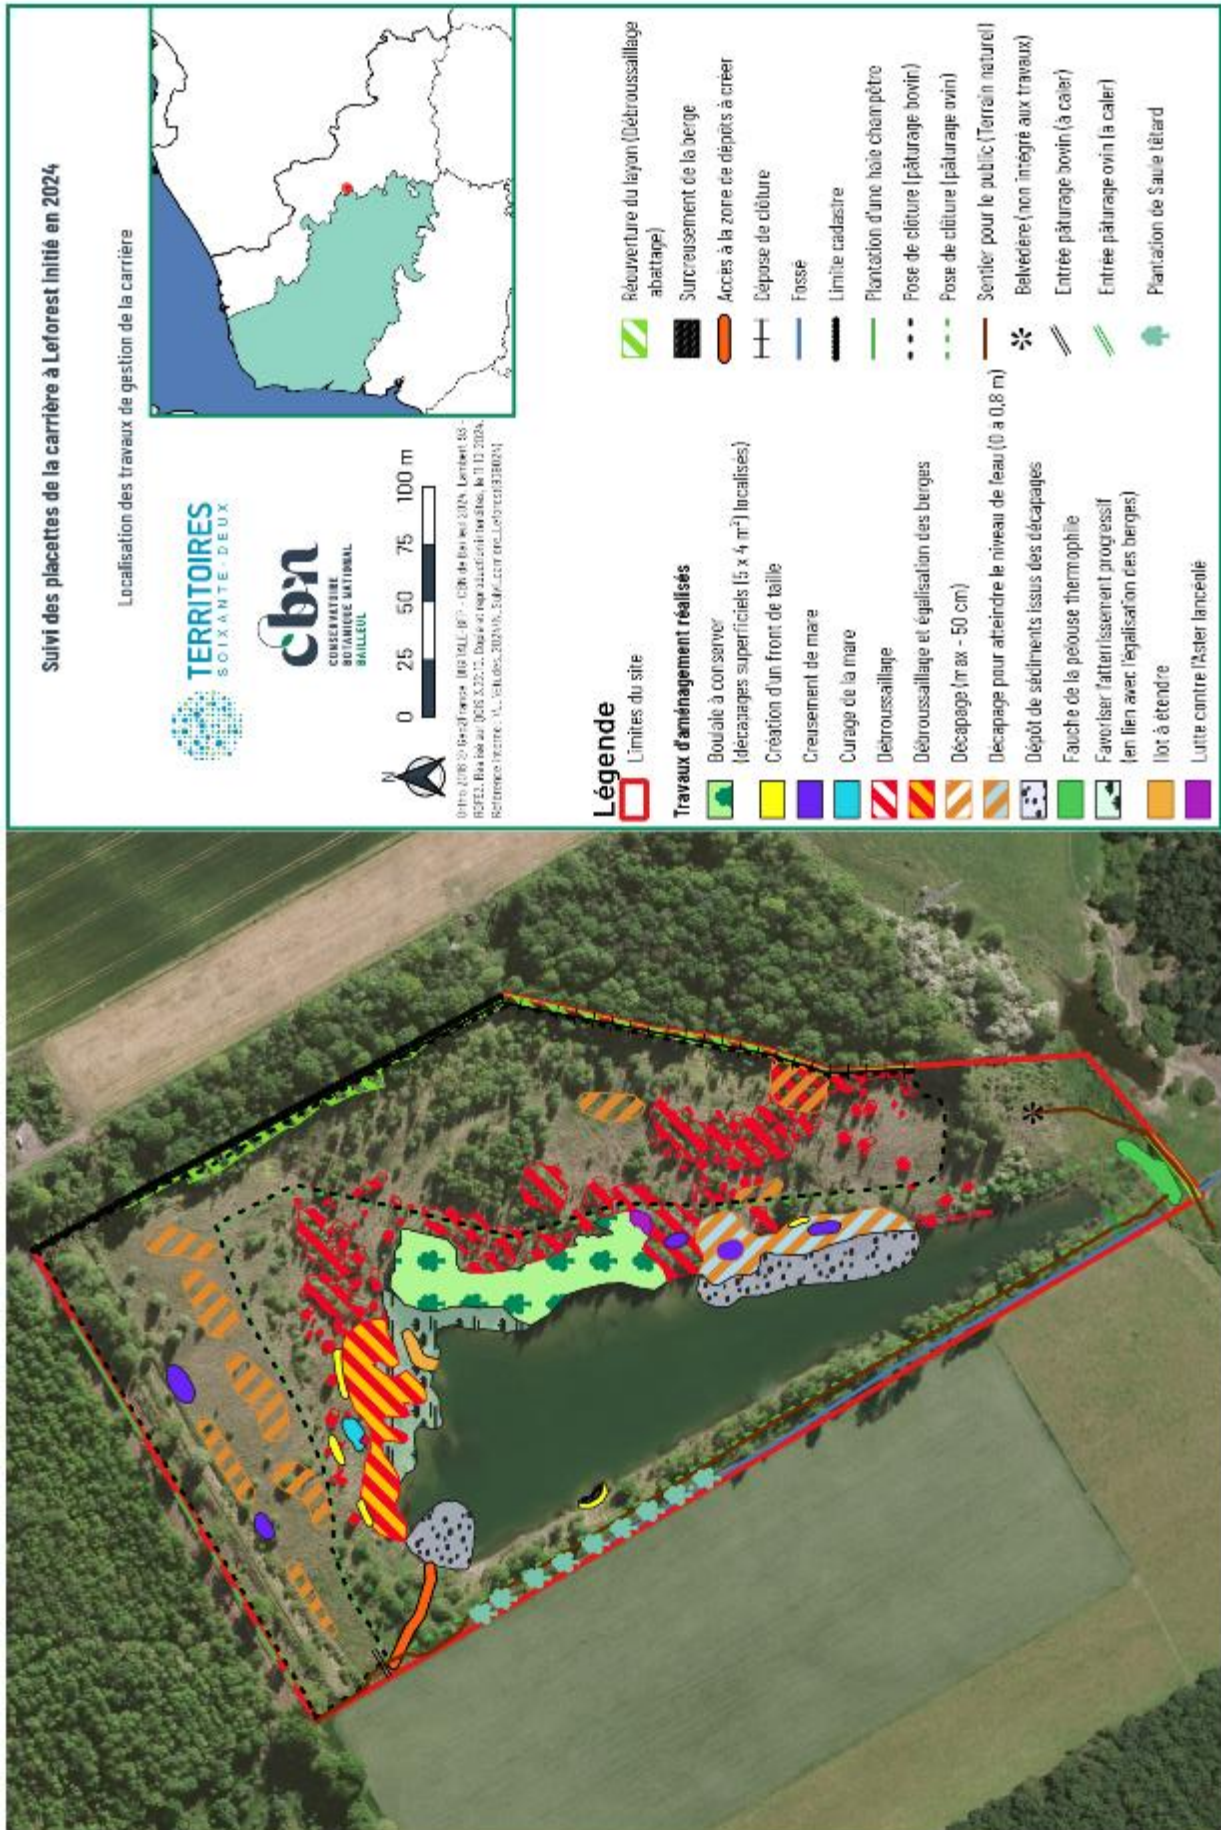 Suivi des placettes de la carrière à Leforest initié en 2024
Localisation des travaux de gestion de la carrière
TERRITOIRES
SOIXANTE-DEUX
cbn
CONSERVATOIRE
BOTANIQUE NATIONAL
BAILLEUL
N
0 25 50 75 100 m
Légende
Limites du site
Travaux d'aménagement réalisés
Boulaie à conserver
(décapages superficiels (5 x 4 m²) localisés)
Création d'un front de taille
Creusement de mare
Curage de la mare
Débroussaillage
Débroussaillage et égalisation des berges
Décapage (max - 50 cm)
Décapage pour atteindre le niveau de l'eau (0 à 0,8 m)
Dépôt de sédiments issus des décapages
Fauche de la pelouse thermophile
Favoriser l'atterrissement progressif
(en lien avec l'égalisation des berges)
Ilot à étendre
Lutte contre l'Aster lancéolé
Réouverture du layon (Débroussaillage
abattage)
Surcreusement de la berge
Accès à la zone de dépôts à créer
Dépose de clôture
Fossé
Limite cadastre
Plantation d'une haie champêtre
Pose de clôture (pâturage bovin)
Pose de clôture (pâturage ovin)
Sentier pour le public (Terrain naturel)
Belvédère (non intégré aux travaux)
Entrée pâturage bovin (à caler)
Entrée pâturage ovin (à caler)
Plantation de Saule têtard